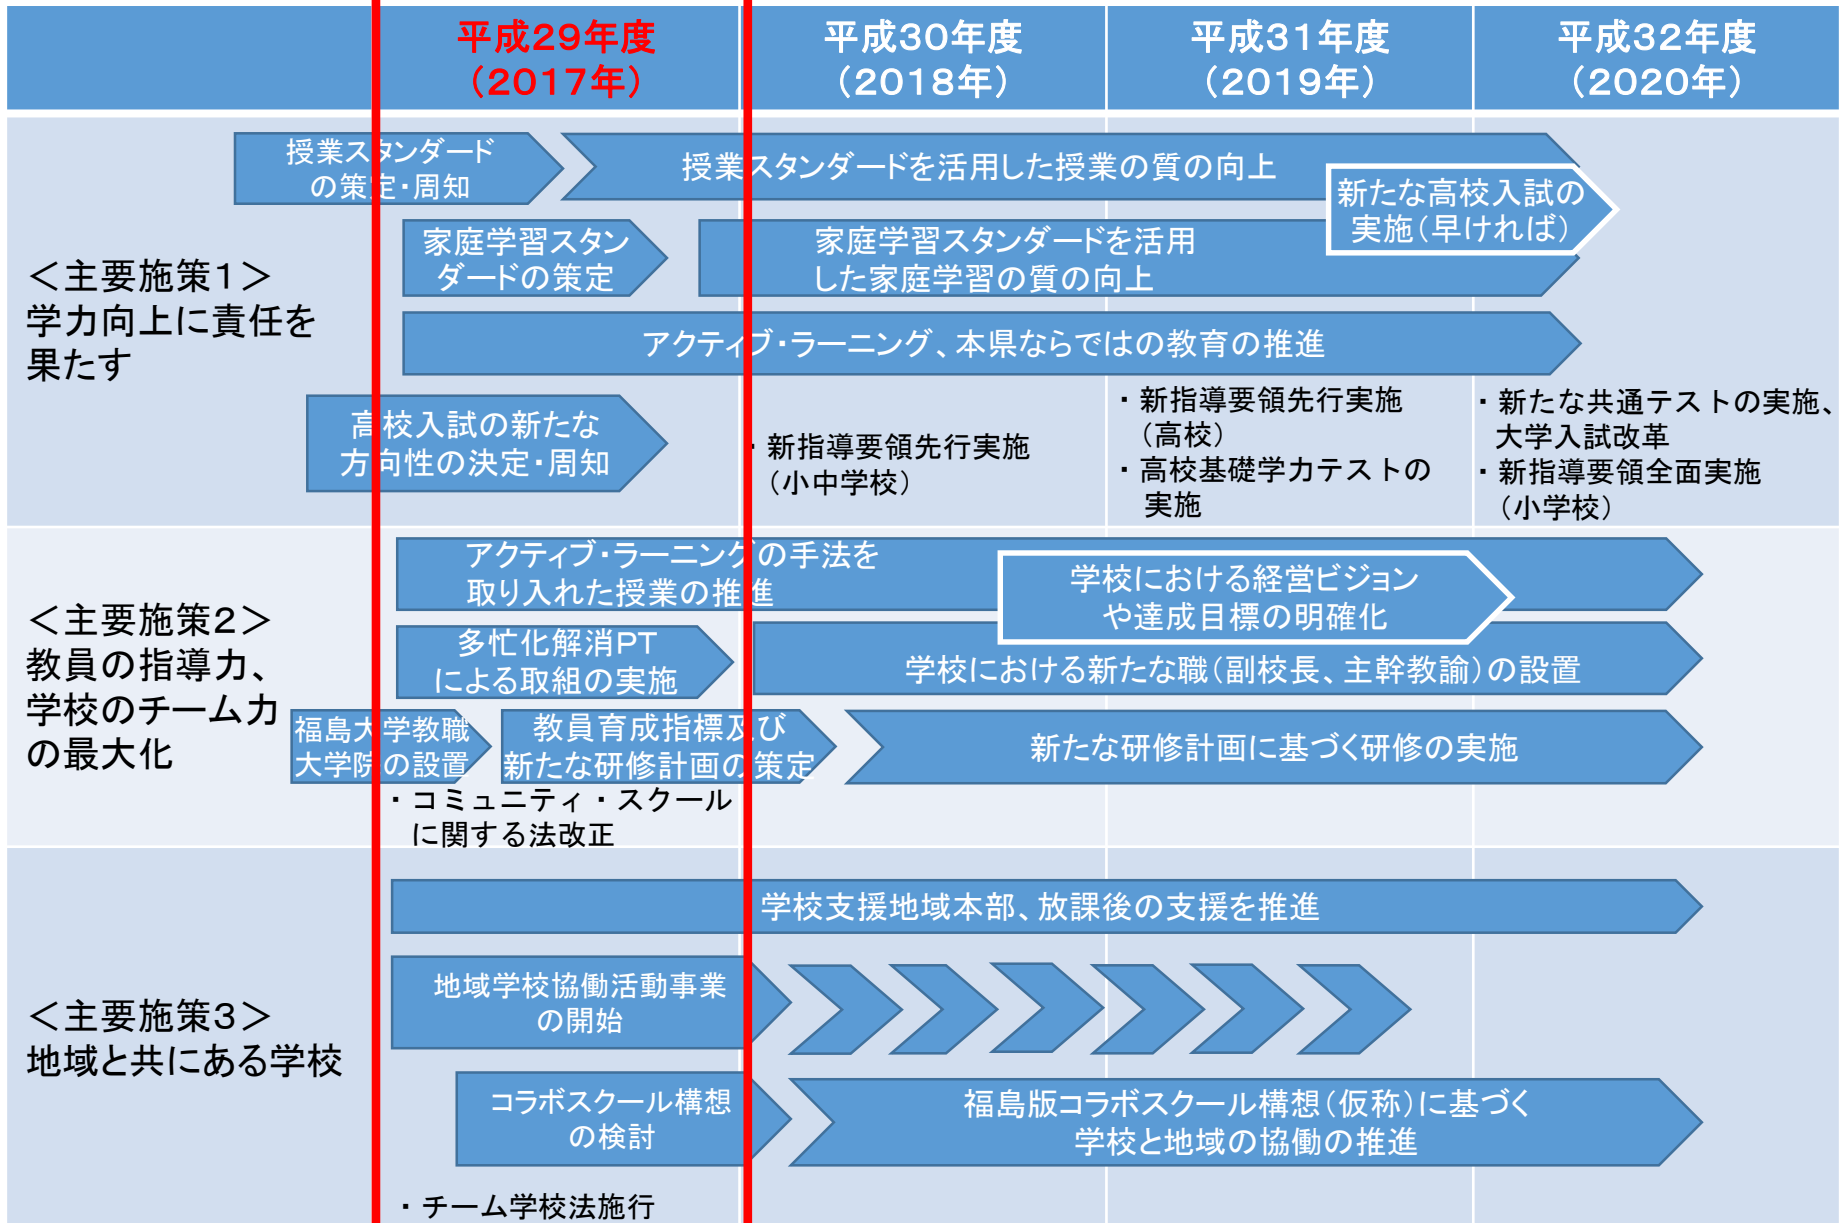 平成29年度
（2017年）
平成30年度
（2018年）
平成31年度
（2019年）
平成32年度
（2020年）
＜主要施策1＞
学力向上に責任を
果たす
授業スタンダード
の策定・周知
授業スタンダードを活用した授業の質の向上
新たな高校入試の
実施（早ければ）
家庭学習スタン
ダードの策定
家庭学習スタンダードを活用
した家庭学習の質の向上
アクティブ・ラーニング、本県ならではの教育の推進
高校入試の新たな
方向性の決定・周知
・新指導要領先行実施
（小中学校）
・新指導要領先行実施
（高校）
・高校基礎学力テストの
実施
・新たな共通テストの実施、
大学入試改革
・新指導要領全面実施
（小学校）
＜主要施策2＞
教員の指導力、
学校のチーム力
の最大化
アクティブ・ラーニングの手法を
取り入れた授業の推進
学校における経営ビジョン
や達成目標の明確化
多忙化解消PT
による取組の実施
学校における新たな職（副校長、主幹教諭）の設置
福島大学教職
大学院の設置
教員育成指標及び
新たな研修計画の策定
新たな研修計画に基づく研修の実施
・コミュニティ・スクール
に関する法改正
＜主要施策3＞
地域と共にある学校
学校支援地域本部、放課後の支援を推進
地域学校協働活動事業
の開始
コラボスクール構想
の検討
福島版コラボスクール構想（仮称）に基づく
学校と地域の協働の推進
・チーム学校法施行